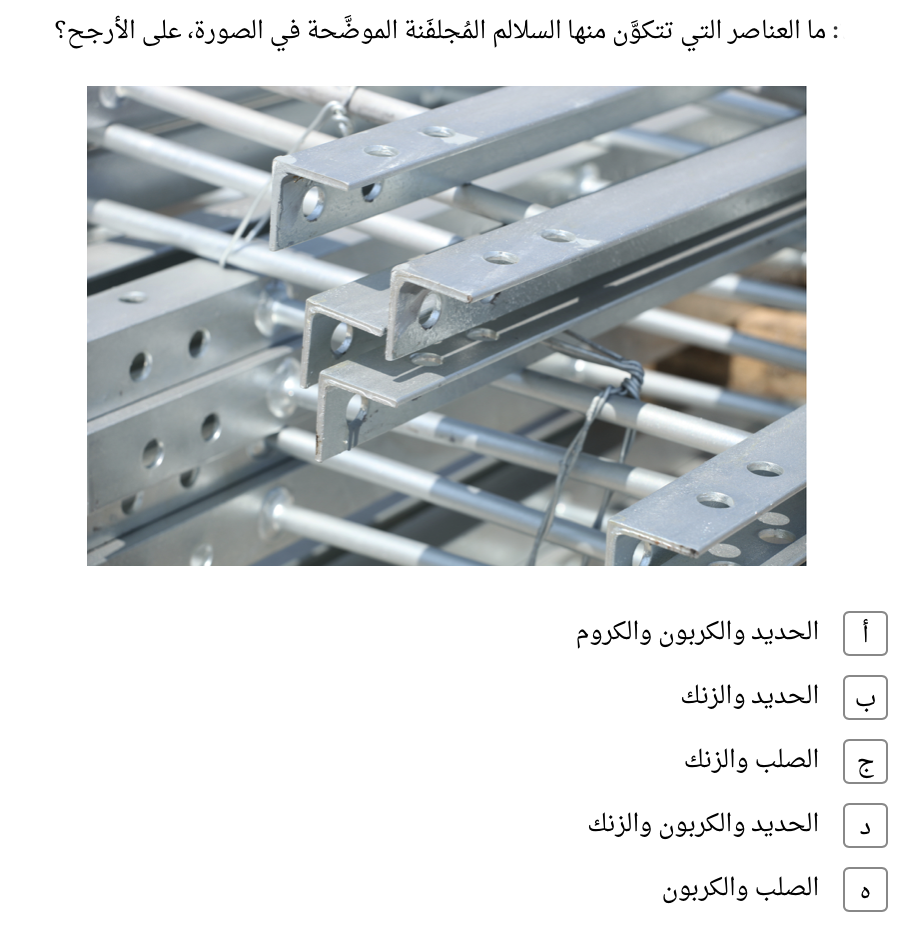 : ما العناصر التي تتكوَّن منها السلالم المُجلفَنة الموضَّحة في الصورة، على الأرجح؟
أ الحديد والكربون والكروم
ب الحديد والزنك
ج الصلب والزنك
د الحديد والكربون والزنك
ه الصلب والكربون